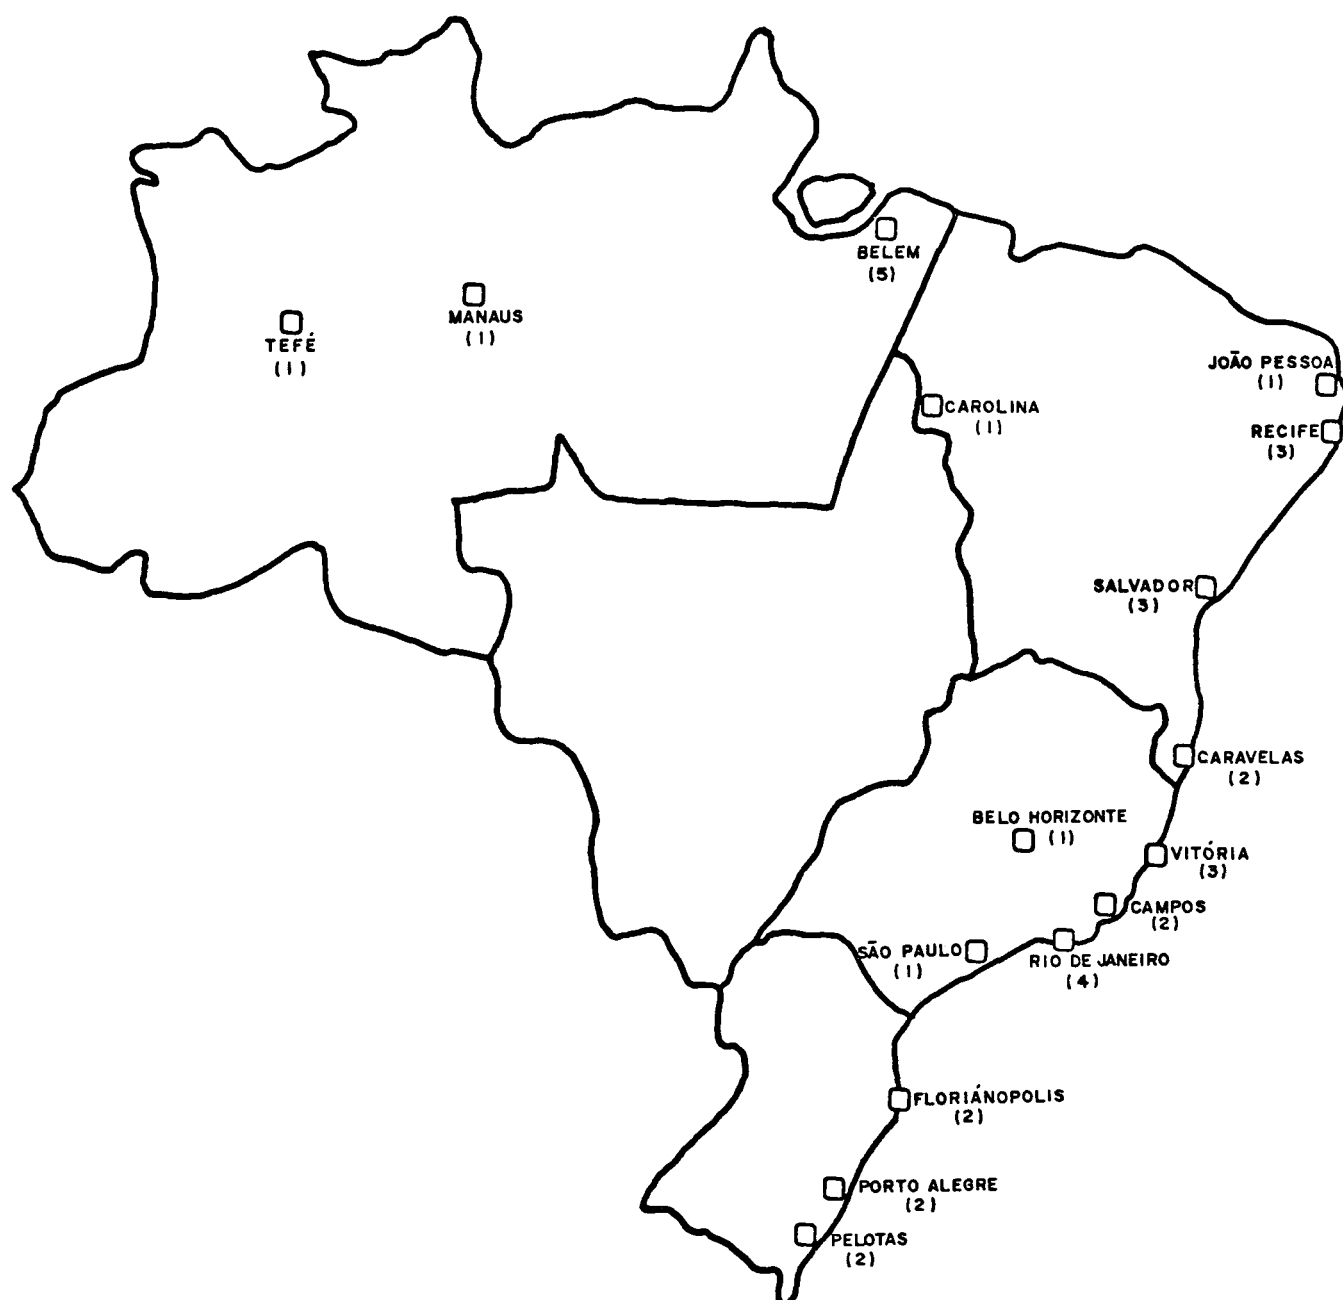 BELEM
(5)
MANAUS
(1)
TEFÉ
(1)
JOÃO PESSOA
(1)
CAROLINA
(1)
RECIFE
(3)
SALVADOR
(3)
CARAVELAS
(2)
BELO HORIZONTE
(1)
VITÓRIA
(3)
CAMPOS
(2)
SÃO PAULO
(1)
RIO DE JANEIRO
(4)
FLORIÁNOPOLIS
(2)
PORTO ALEGRE
(2)
PELOTAS
(2)